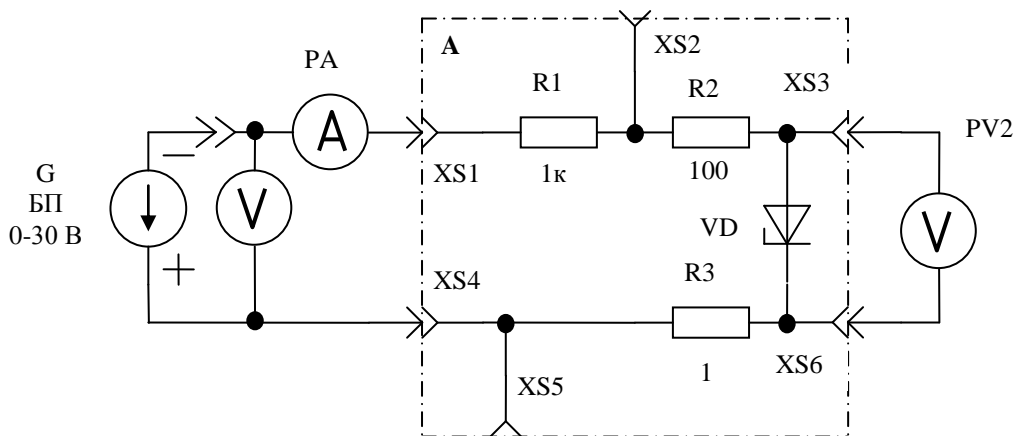 XS2
A
PA
R1
R2
XS3
A
PV2
XS1
1к
100
G
БП
0-30 В
V
VD
V
XS4
R3
XS5
1
XS6